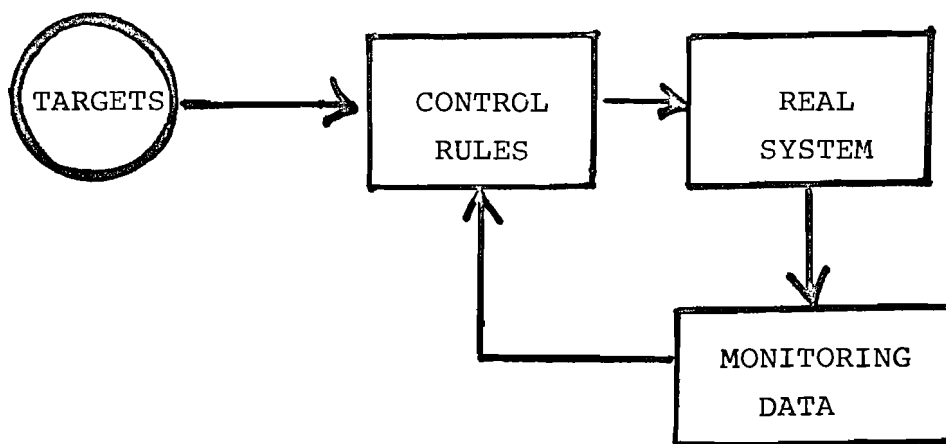 TARGETS
CONTROL
RULES
REAL
SYSTEM
MONITORING
DATA